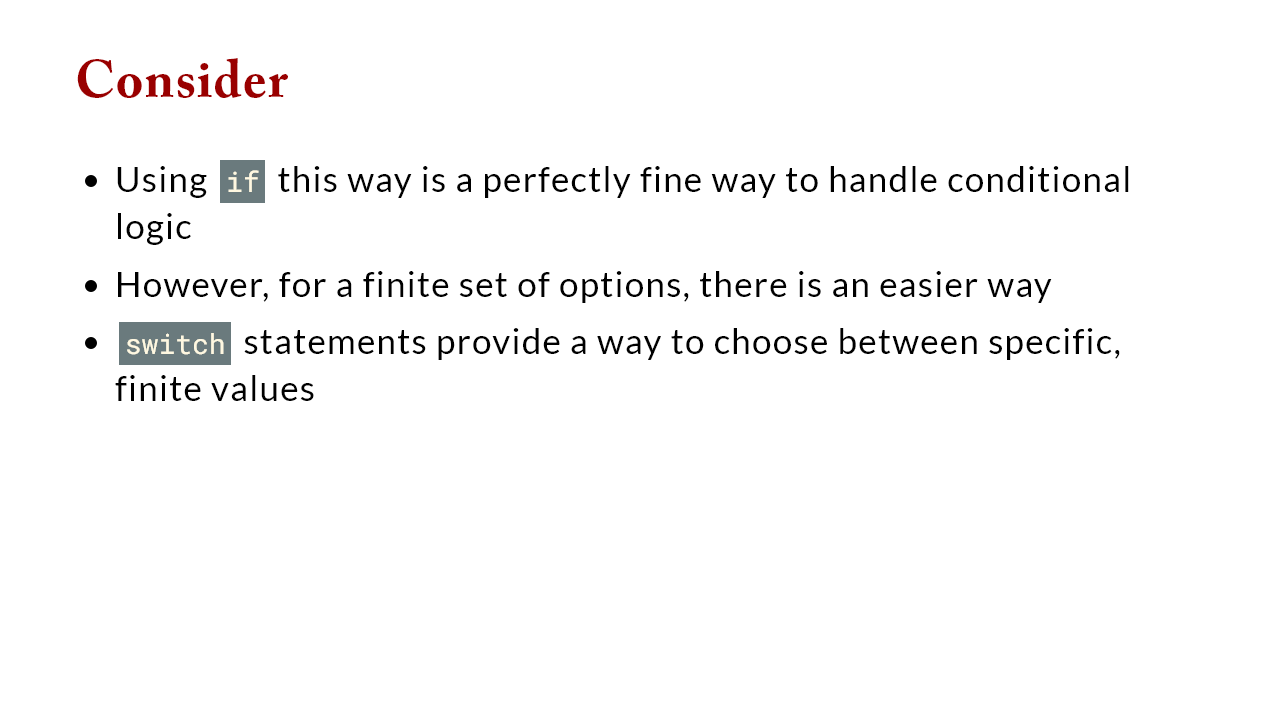 Consider
• Using if this way is a perfectly fine way to handle conditional
logic
• However, for a finite set of options, there is an easier way
• switch statements provide a way to choose between specific,
finite values